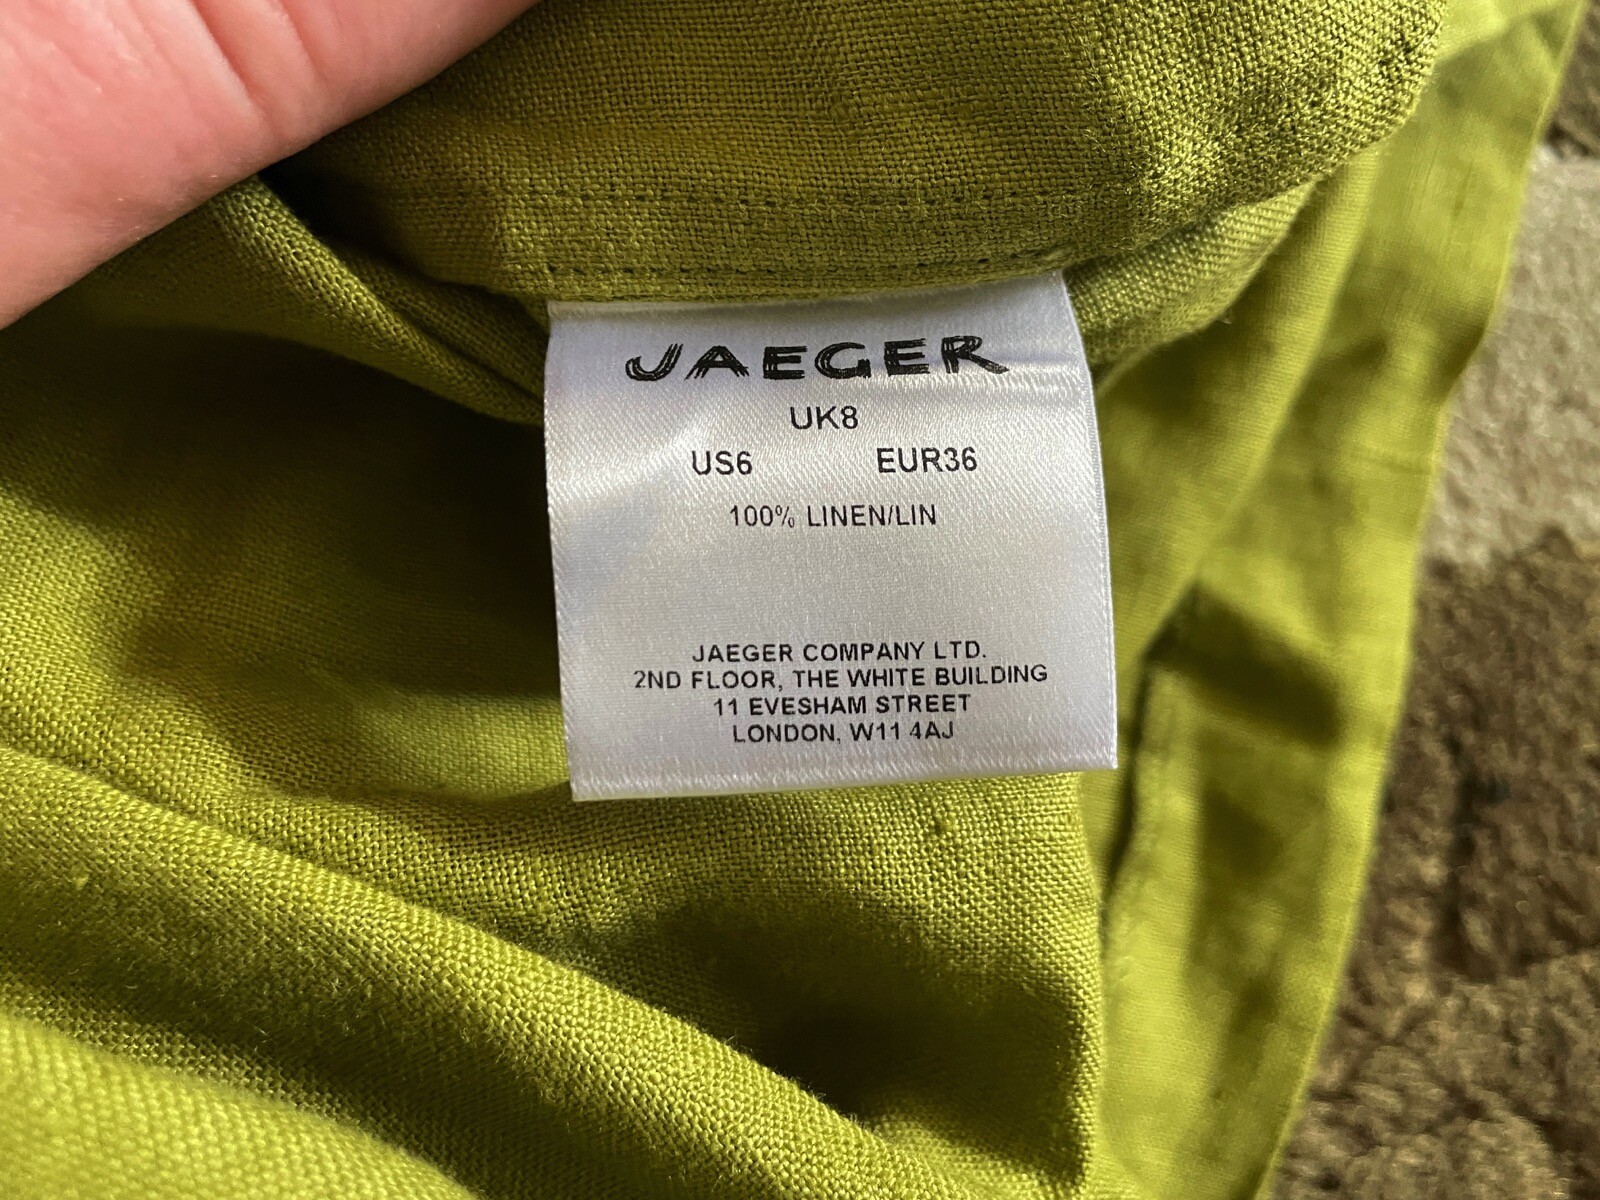 JAEGER
UK8
US6 EUR36
100% LINEN/LIN
JAEGER COMPANY LTD.
2ND FLOOR, THE WHITE BUILDING
11 EVESHAM STREET
LONDON, W11 4AJ